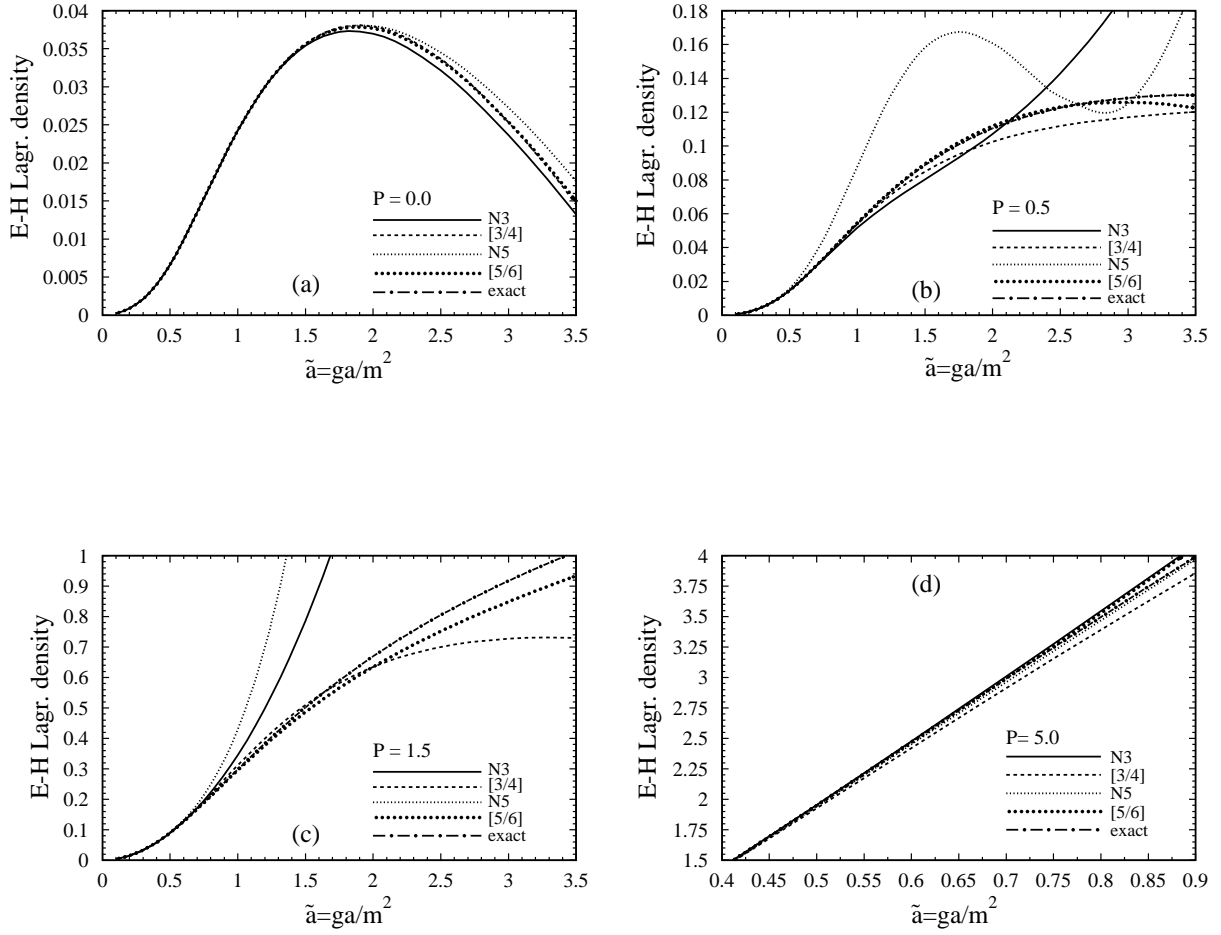 0.04
0.035
0.03
0.025
0.02
0.015
0.01
0.005
0
E-H Lagr. density
P = 0.0
N3
[3/4]
N5
[5/6]
exact
(a)
0 0.5 1 1.5 2 2.5 3 3.5
ã=ga/m²
0.18
0.16
0.14
0.12
0.1
0.08
0.06
0.04
0.02
0
E-H Lagr. density
P = 0.5
N3
[3/4]
N5
[5/6]
exact
(b)
0 0.5 1 1.5 2 2.5 3 3.5
ã=ga/m²
1
0.9
0.8
0.7
0.6
0.5
0.4
0.3
0.2
0.1
0
E-H Lagr. density
P = 1.5
N3
[3/4]
N5
[5/6]
exact
(c)
0 0.5 1 1.5 2 2.5 3 3.5
ã=ga/m²
4
3.75
3.5
3.25
3
2.75
2.5
2.25
2
1.75
1.5
E-H Lagr. density
(d)
P= 5.0
N3
[3/4]
N5
[5/6]
exact
0.4 0.45 0.5 0.55 0.6 0.65 0.7 0.75 0.8 0.85 0.9
ã=ga/m²